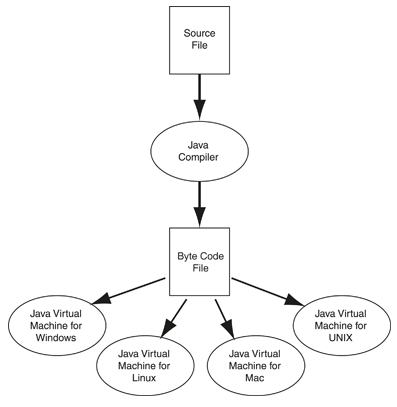 Source
File
Java
Compiler
Byte Code
File
Java Virtual
Machine for
Windows
Java Virtual
Machine for
Linux
Java Virtual
Machine for
Mac
Java Virtual
Machine for
UNIX